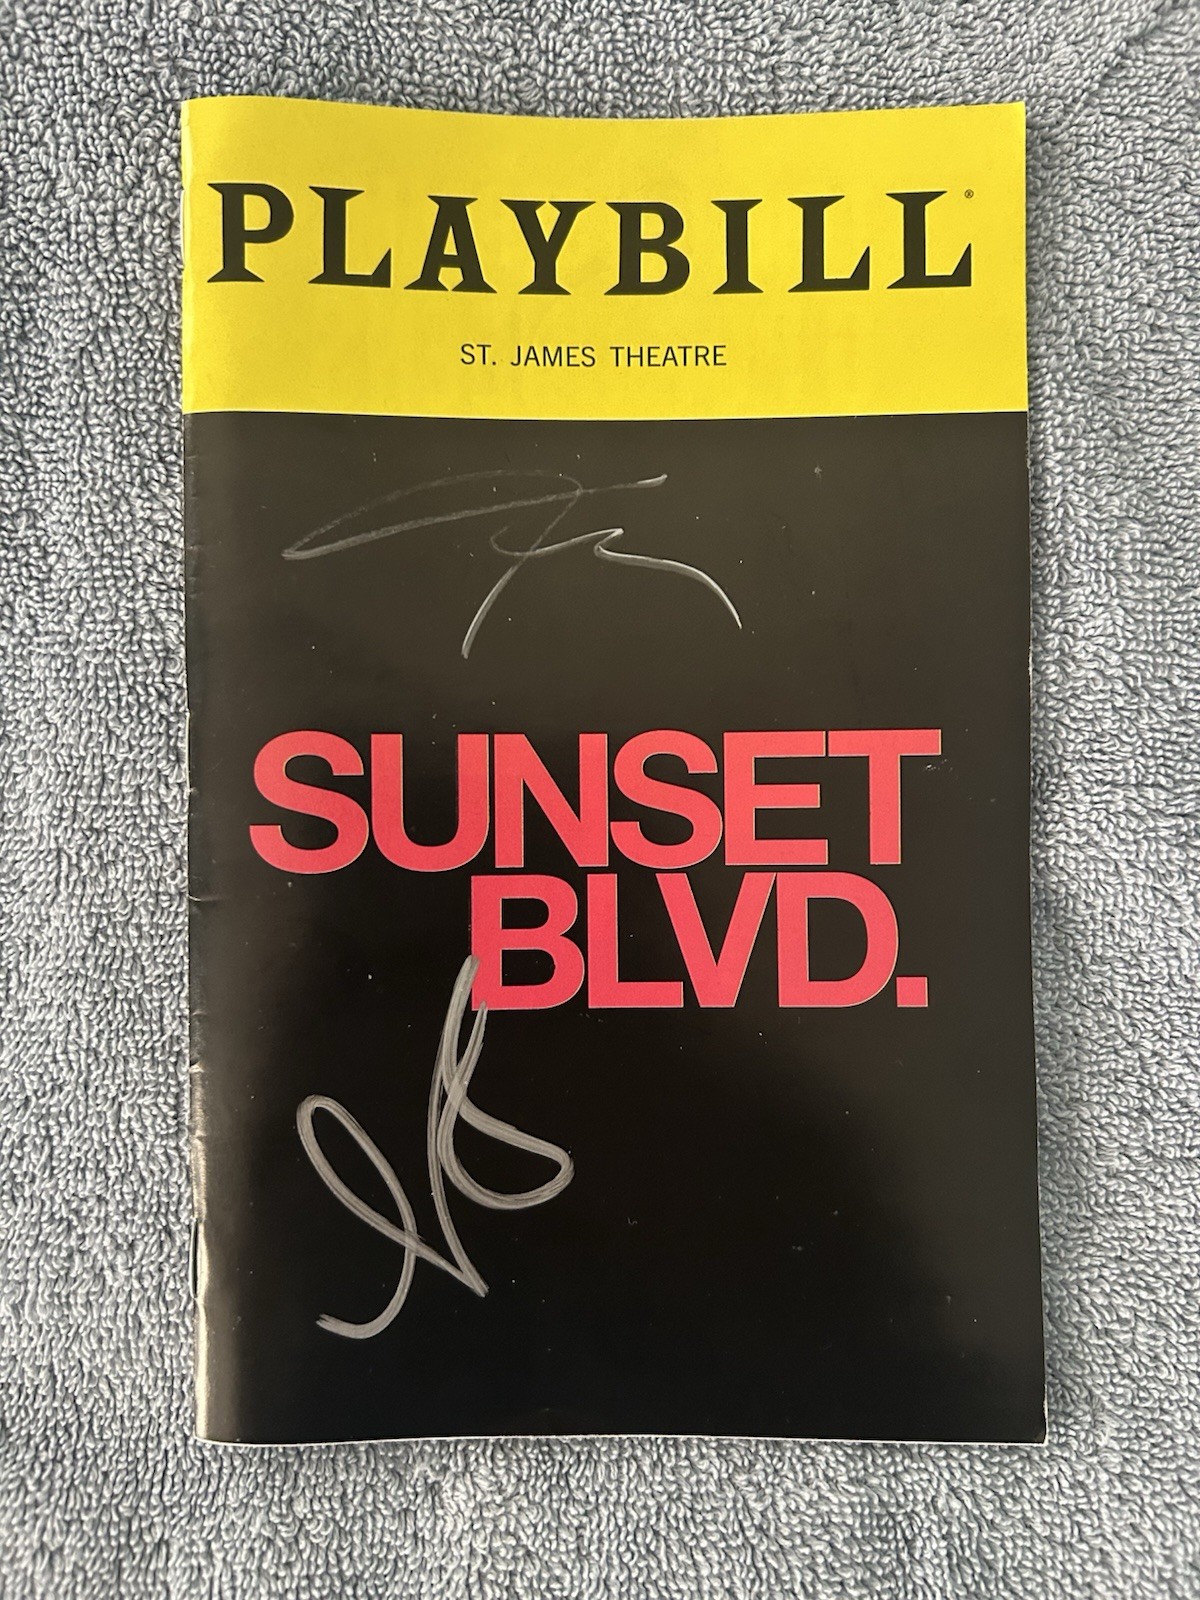 PLAYBILL®
ST. JAMES THEATRE
SUNSET
BLVD.